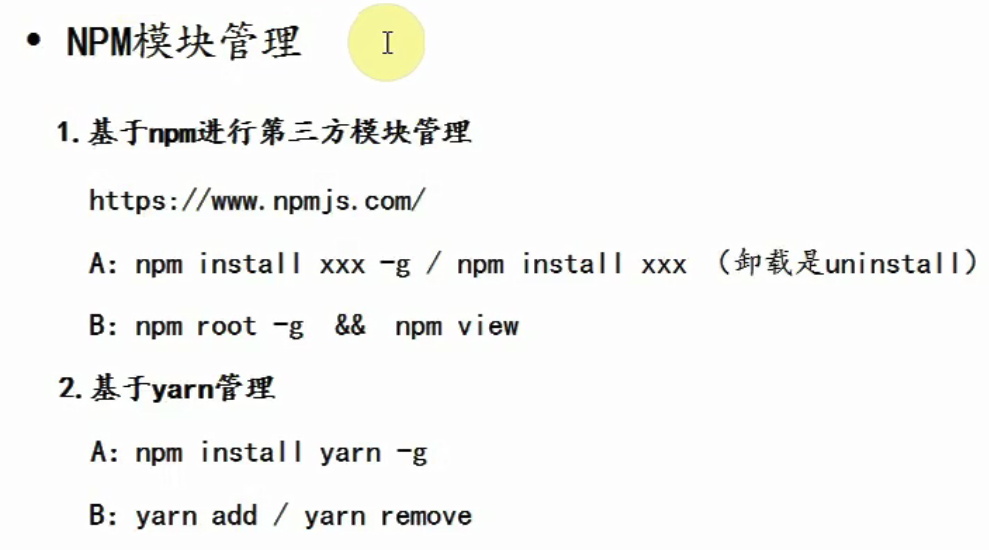 • NPM模块管理
1.基于npm进行第三方模块管理
https://www.npmjs.com/
A: npm install xxx -g / npm install xxx （卸载是uninstall）
B: npm root -g && npm view
2.基于yarn管理
A: npm install yarn -g
B: yarn add / yarn remove